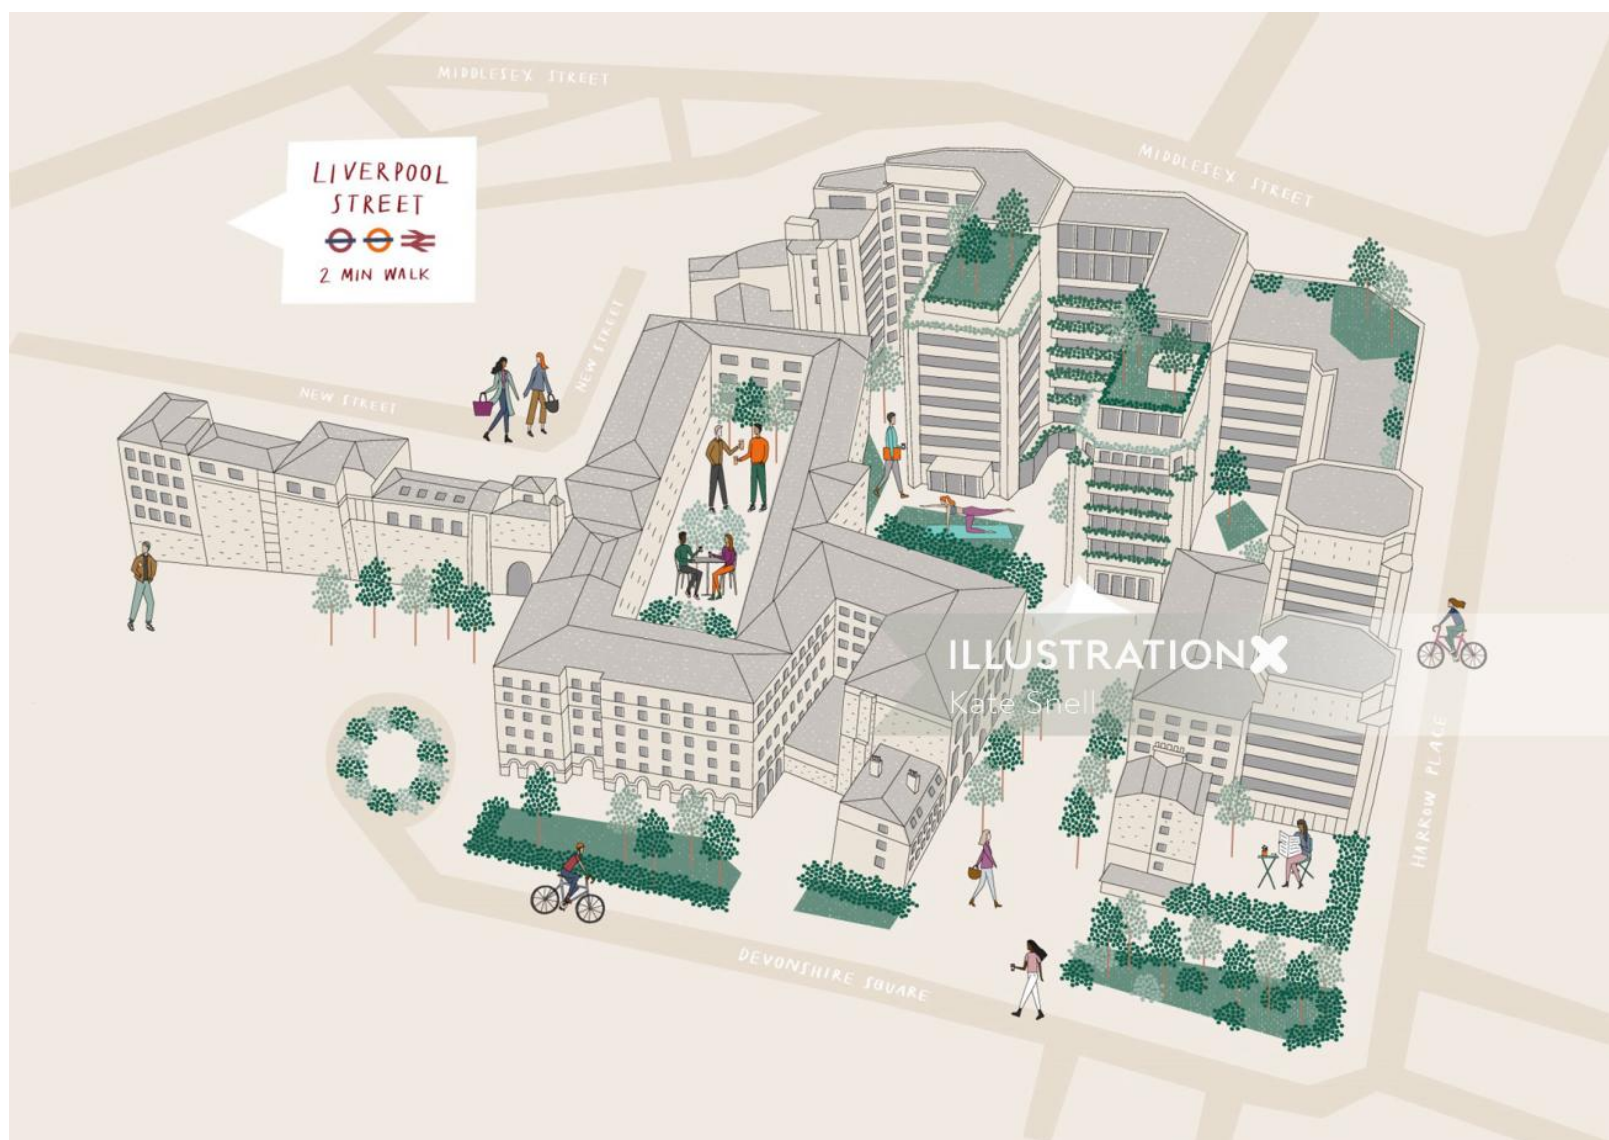 MIDDLESEX STREET
MIDDLESEX STREET
LIVERPOOL
STREET
2 MIN WALK
NEW STREET
NEW STREET
ILLUSTRATIONX
Kate Snell
HARROW PLACE
DEVONSHIRE SQUARE